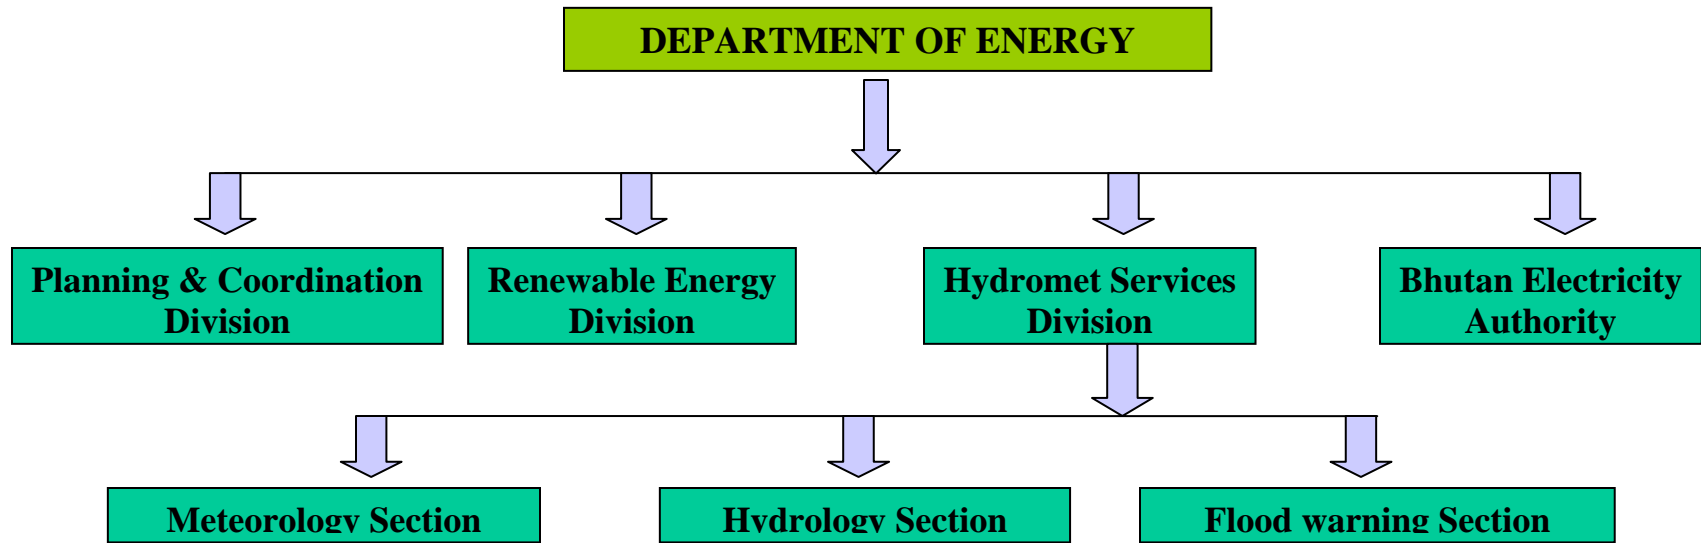 DEPARTMENT OF ENERGY
Planning & Coordination
Division
Renewable Energy
Division
Hydromet Services
Division
Bhutan Electricity
Authority
Meteorology Section
Hydrology Section
Flood warning Section